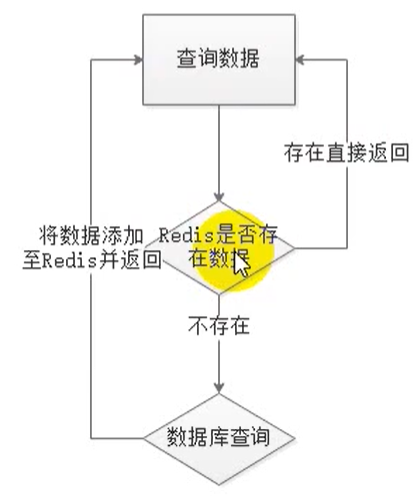 查询数据
存在直接返回
将数据添加
至Redis并返回
Redis是否存
在数据
不存在
数据库查询